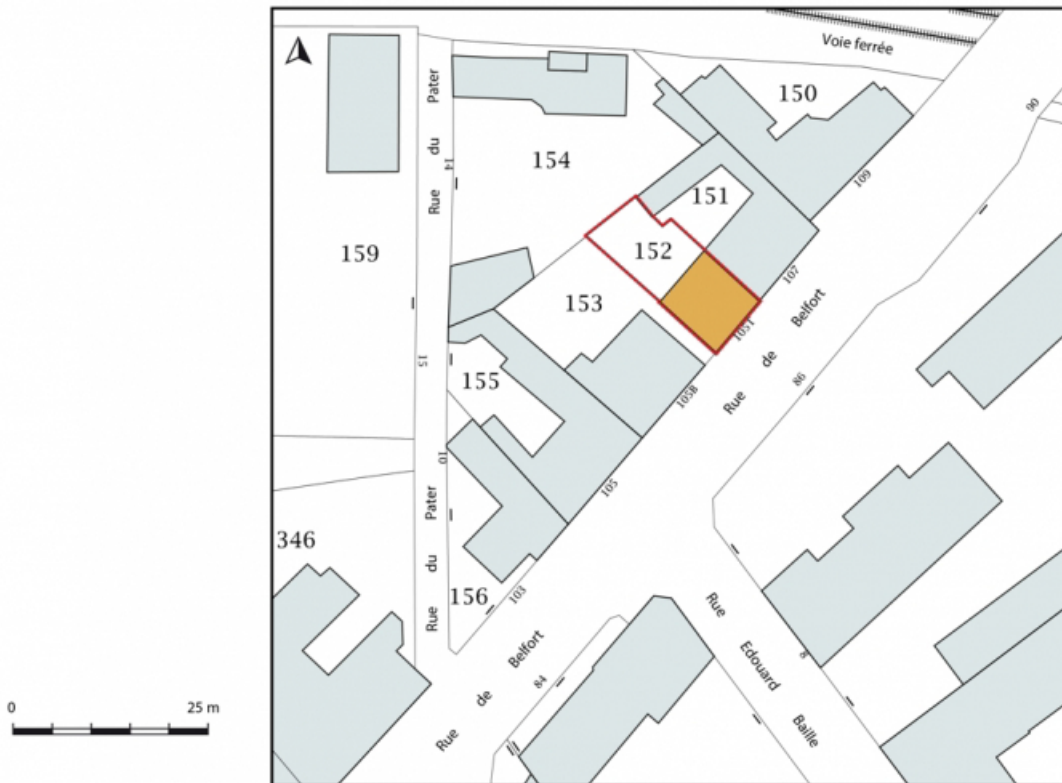 Voie ferrée
150
90
Rue du Pater
14
154
109
151
159
152
107
153
105T
Rue de Belfort
86
15
155
105B
10
105
Rue du Pater
346
156
103
Rue de Belfort
84
Rue Edouard Baille
8
0 25 m